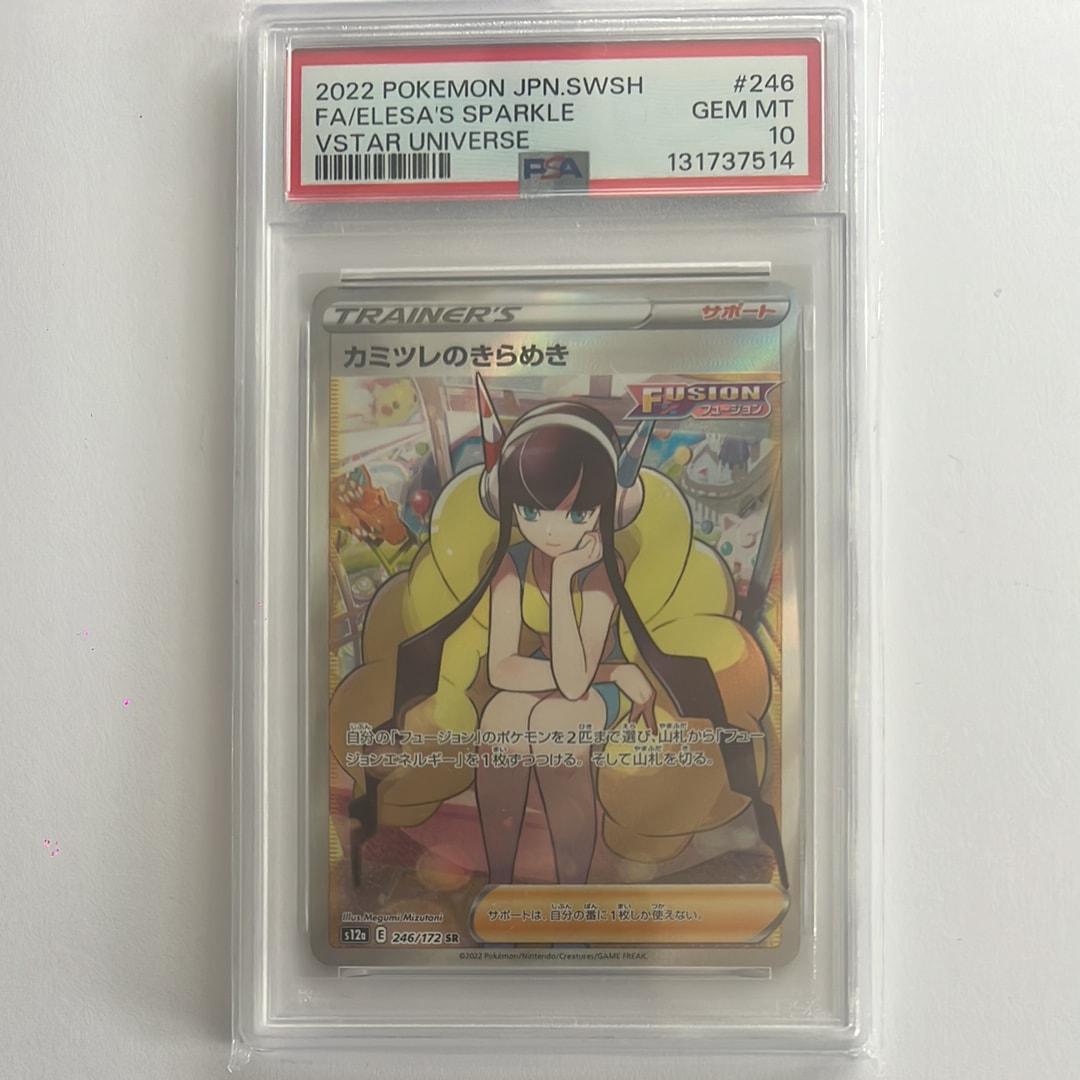 2022 POKEMON JPN.SWSH #246
FA/ELESA'S SPARKLE GEM MT
VSTAR UNIVERSE 10
PSA 131737514
TRAINER'S サポート
カミツレのきらめき
FUSION
フュージョン
自分の「フュージョン」のポケモンを2匹まで選び、山札から「フュー
ジョンエネルギー」を1枚ずつつける。そして山札を切る。
Illus. Megumi Mizutani
サポートは、自分の番に1枚しか使えない。
s12a E 246/172 SR
©2022 Pokémon/Nintendo/Creatures/GAME FREAK.